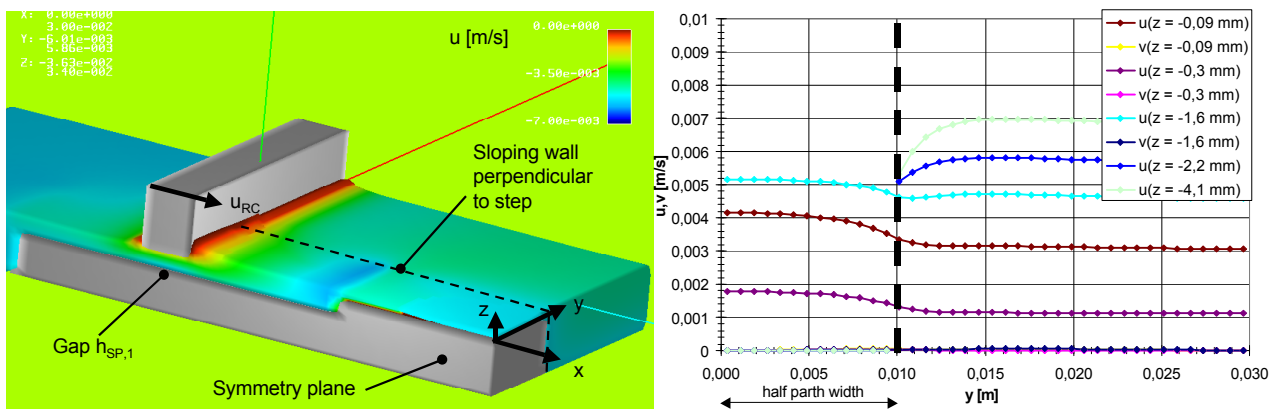 X: 0.00e+000
3.00e-002
Y: -6.01e-003
Z: -3.63e-002
3.40e-002
u [m/s]
0.00e+000
-3.50e-003
-7.00e-003
Sloping wall
perpendicular
to step
u_RC
z
y
x
Gap h_SP,1
Symmetry plane
0,01
0,009
0,008
0,007
0,006
0,005
0,004
0,003
0,002
0,001
0
u,v [m/s]
u(z = -0,09 mm)
v(z = -0,09 mm)
u(z = -0,3 mm)
v(z = -0,3 mm)
u(z = -1,6 mm)
v(z = -1,6 mm)
u(z = -2,2 mm)
u(z = -4,1 mm)
0,000 0,005 0,010 0,015 0,020 0,025 0,030
half parth width
y [m]